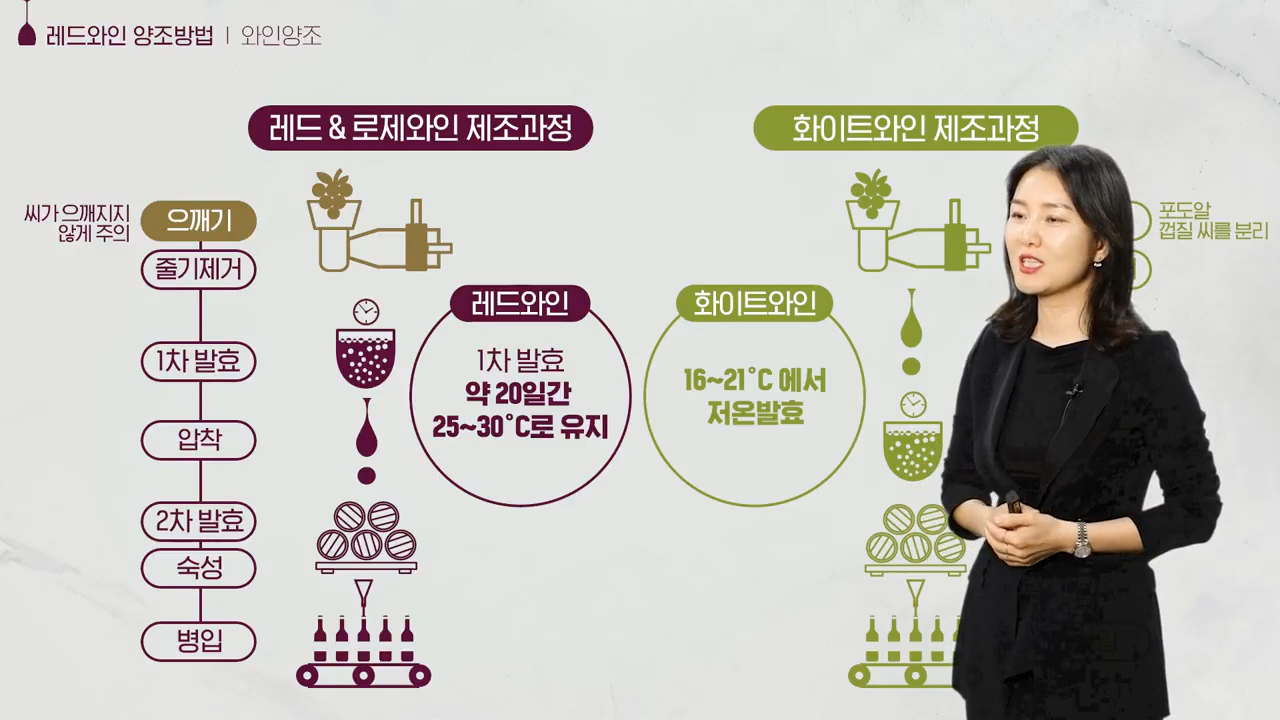 레드와인 양조방법 | 와인양조
레드 & 로제와인 제조과정
씨가 으깨지지
않게 주의
으깨기
줄기제거
1차 발효
압착
2차 발효
숙성
병입
레드와인
1차 발효
약 20일간
25~30°C로 유지
화이트와인 제조과정
화이트와인
16~21°C 에서
저온발효
포도알
껍질 씨를 분리